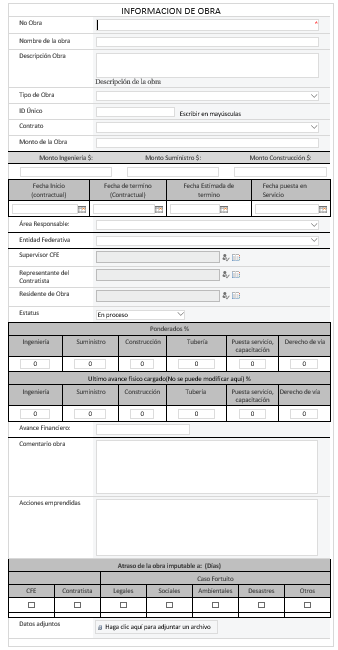 INFORMACION DE OBRA
No Obra *
Nombre de la obra
Descripción Obra
Descripción de la obra
Tipo de Obra
ID Único Escribir en mayúsculas
Contrato
Monto de la Obra
Monto Ingeniería $: Monto Suministro $: Monto Construcción $:
Fecha Inicio Fecha de termino Fecha Estimada de Fecha puesta en
(contractual) (Contractual) termino Servicio
Área Responsable:
Entidad Federativa
Supervisor CFE
Representante del
Contratista
Residente de Obra
Estatus En proceso
Ponderados %
Ingeniería Suministro Construcción Tubería Puesta servicio, Derecho de vía
capacitación
0 0 0 0 0 0
Ultimo avance fisico cargado(No se puede modificar aquí) %
Ingeniería Suministro Construcción Tubería Puesta servicio, Derecho de vía
capacitación
0 0 0 0 0 0
Avance Financiero:
Comentario obra
Acciones emprendidas
Atraso de la obra imputable a: (Días)
Caso Fortuito
CFE Contratista Legales Sociales Ambientales Desastres Otros
Datos adjuntos Haga clic aquí para adjuntar un archivo